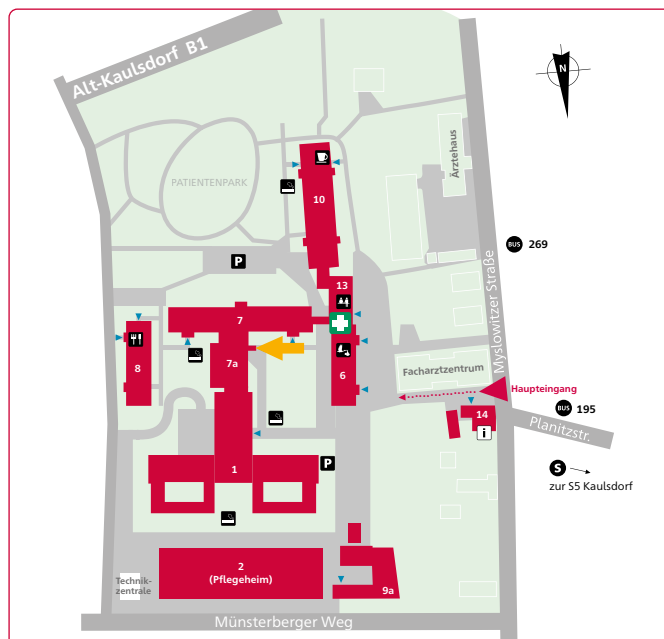 Alt-Kaulsdorf B1
N
PATIENTENPARK
Ärztehaus
10
BUS 269
P
Myslowitzer Straße
13
7
8
7a
6
Facharztzentrum
Haupteingang
BUS 195
14
Planitzstr.
i
P
1
S
zur S5 Kaulsdorf
2
(Pflegeheim)
Technik-
zentrale
9a
Münsterberger Weg